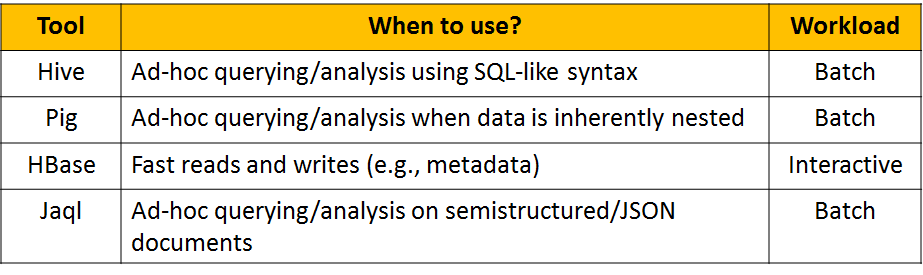 Tool When to use? Workload
Hive Ad-hoc querying/analysis using SQL-like syntax Batch
Pig Ad-hoc querying/analysis when data is inherently nested Batch
HBase Fast reads and writes (e.g., metadata) Interactive
Jaql Ad-hoc querying/analysis on semistructured/JSON Batch
documents